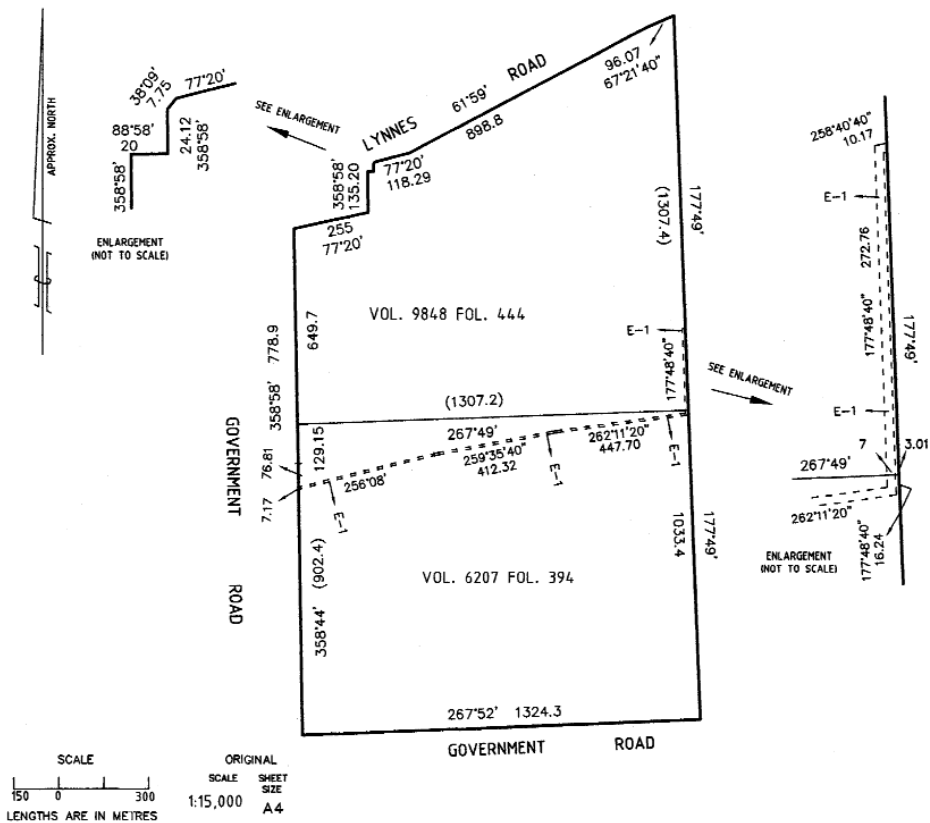 APPROX. NORTH
38°09'
7.75
77°20'
88°58'
20
24.12
358°58'
358°58'
ENLARGEMENT
(NOT TO SCALE)
SEE ENLARGEMENT
LYNNES ROAD
61°59'
898.8
96.07
67°21'40"
77°20'
118.29
358°58'
135.20
255
77°20'
(1307.4)
177°49'
VOL. 9848 FOL. 444
778.9
649.7
358°58'
E-1
177°48'40"
SEE ENLARGEMENT
(1307.2)
267°49'
129.15
76.81
7.17
256°08'
259°35'40"
412.32
262°11'20"
447.70
E-1
E-1
E-1
GOVERNMENT ROAD
358°44' (902.4)
1033.4
177°49'
VOL. 6207 FOL. 394
267°52' 1324.3
GOVERNMENT ROAD
258°40'40"
10.17
E-1
272.76
177°48'40"
177°49'
E-1
7
3.01
267°49'
262°11'20"
177°48'40"
16.24
ENLARGEMENT
(NOT TO SCALE)
SCALE
150 0 300
LENGTHS ARE IN METRES
ORIGINAL
SCALE
1:15,000
SHEET
SIZE
A4